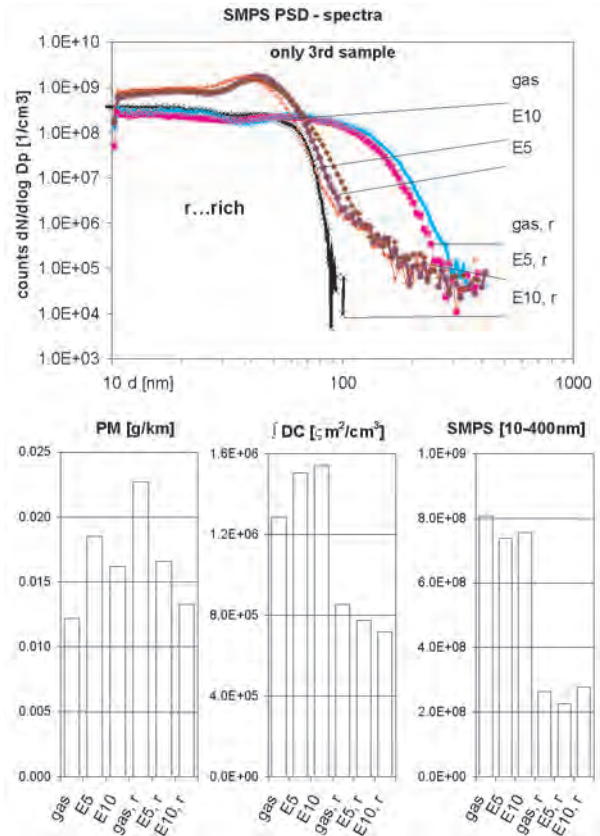 SMPS PSD - spectra
counts dN/dlog Dp [1/cm3]
1.0E+10
1.0E+09
1.0E+08
1.0E+07
1.0E+06
1.0E+05
1.0E+04
1.0E+03
only 3rd sample
gas
E10
E5
r...rich
gas, r
E5, r
E10, r
10 d [nm] 100 1000
PM [g/km]
0.025
0.020
0.015
0.010
0.005
0.000
gas E5 E10 gas, r E5, r E10, r
∫ DC [ςm²/cm³]
1.6E+06
1.2E+06
8.0E+05
4.0E+05
0.0E+00
gas E5 E10 gas, r E5, r E10, r
SMPS [10-400nm]
1.0E+09
8.0E+08
6.0E+08
4.0E+08
2.0E+08
0.0E+00
gas E5 E10 gas, r E5, r E10, r